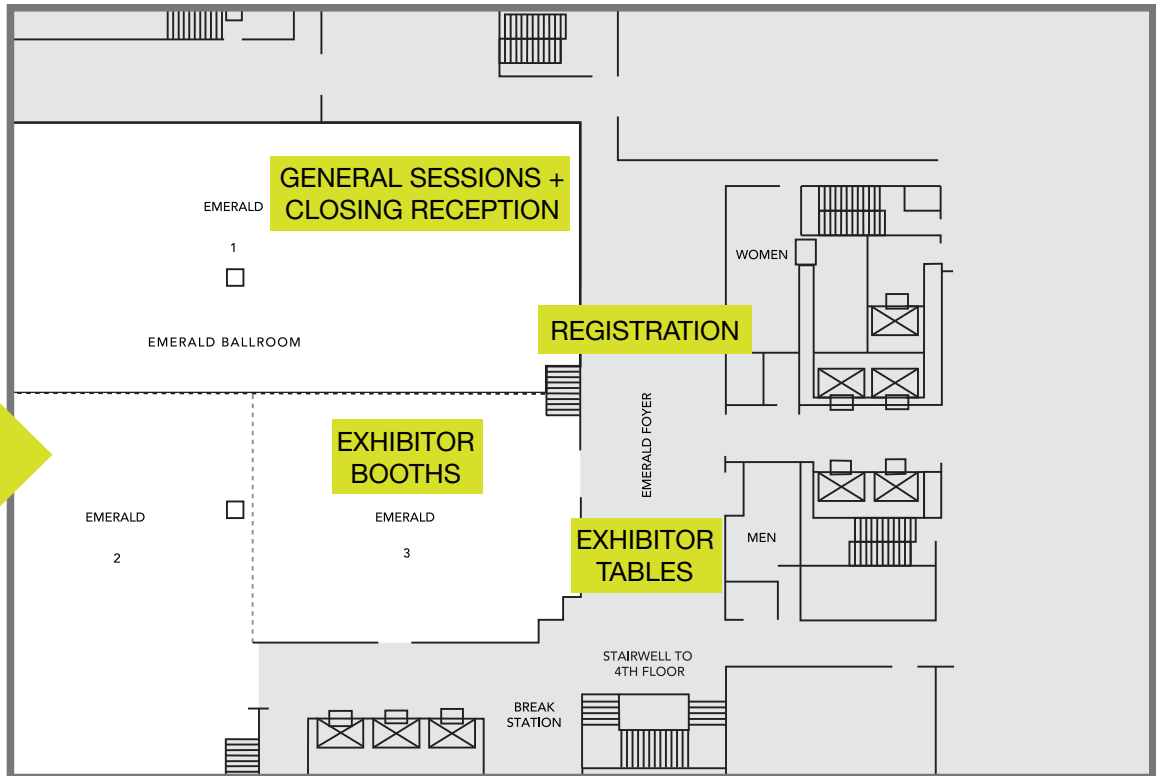 GENERAL SESSIONS +
CLOSING RECEPTION
EMERALD
1
EMERALD BALLROOM
WOMEN
REGISTRATION
EMERALD FOYER
EXHIBITOR
BOOTHS
EMERALD
2
EMERALD
3
EXHIBITOR
TABLES
MEN
STAIRWELL TO
4TH FLOOR
BREAK
STATION